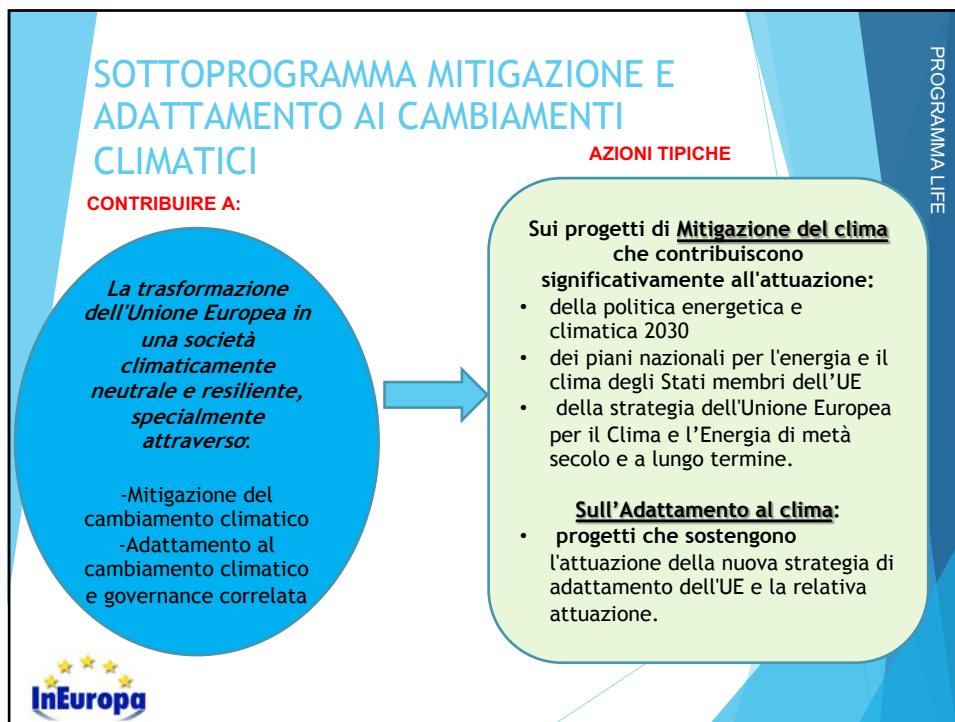 SOTTOPROGRAMMA MITIGAZIONE E
ADATTAMENTO AI CAMBIAMENTI
CLIMATICI
PROGRAMMA LIFE
CONTRIBUIRE A:
La trasformazione
dell'Unione Europea in
una società
climaticamente
neutrale e resiliente,
specialmente
attraverso:
-Mitigazione del
cambiamento climatico
-Adattamento al
cambiamento climatico
e governance correlata
AZIONI TIPICHE
Sui progetti di Mitigazione del clima
che contribuiscono
significativamente all'attuazione:
• della politica energetica e
climatica 2030
• dei piani nazionali per l'energia e il
clima degli Stati membri dell’UE
• della strategia dell'Unione Europea
per il Clima e l’Energia di metà
secolo e a lungo termine.
Sull’Adattamento al clima:
• progetti che sostengono
l'attuazione della nuova strategia di
adattamento dell'UE e la relativa
attuazione.
InEuropa